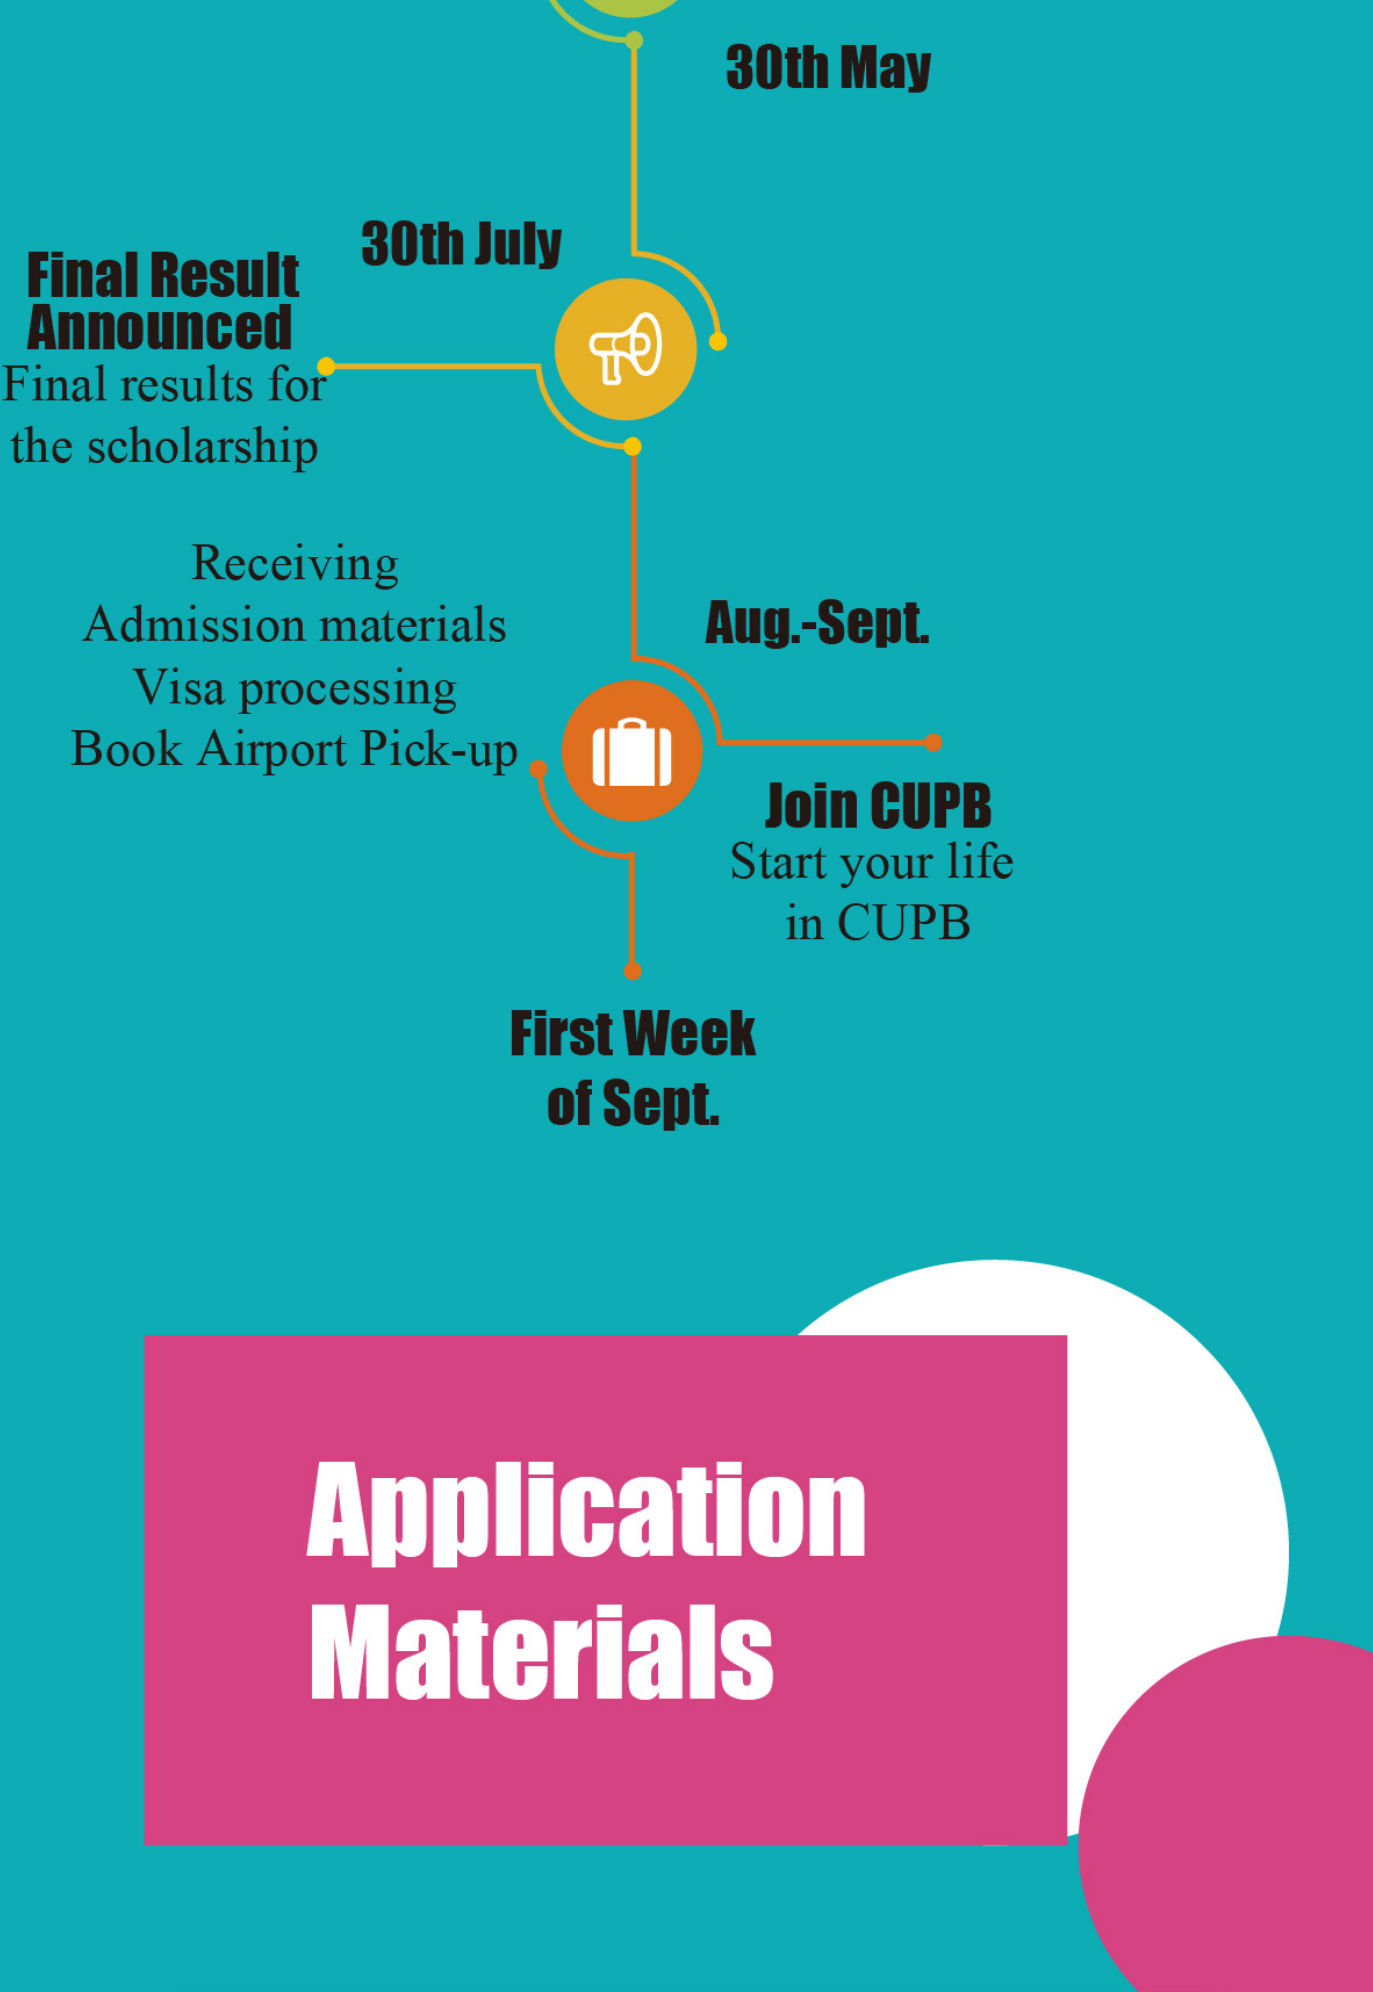 30th May
30th July
Final Result
Announced
Final results for
the scholarship
Receiving
Admission materials
Visa processing
Book Airport Pick-up
Aug.-Sept.
Join CUPB
Start your life
in CUPB
First Week
of Sept.
Application
Materials